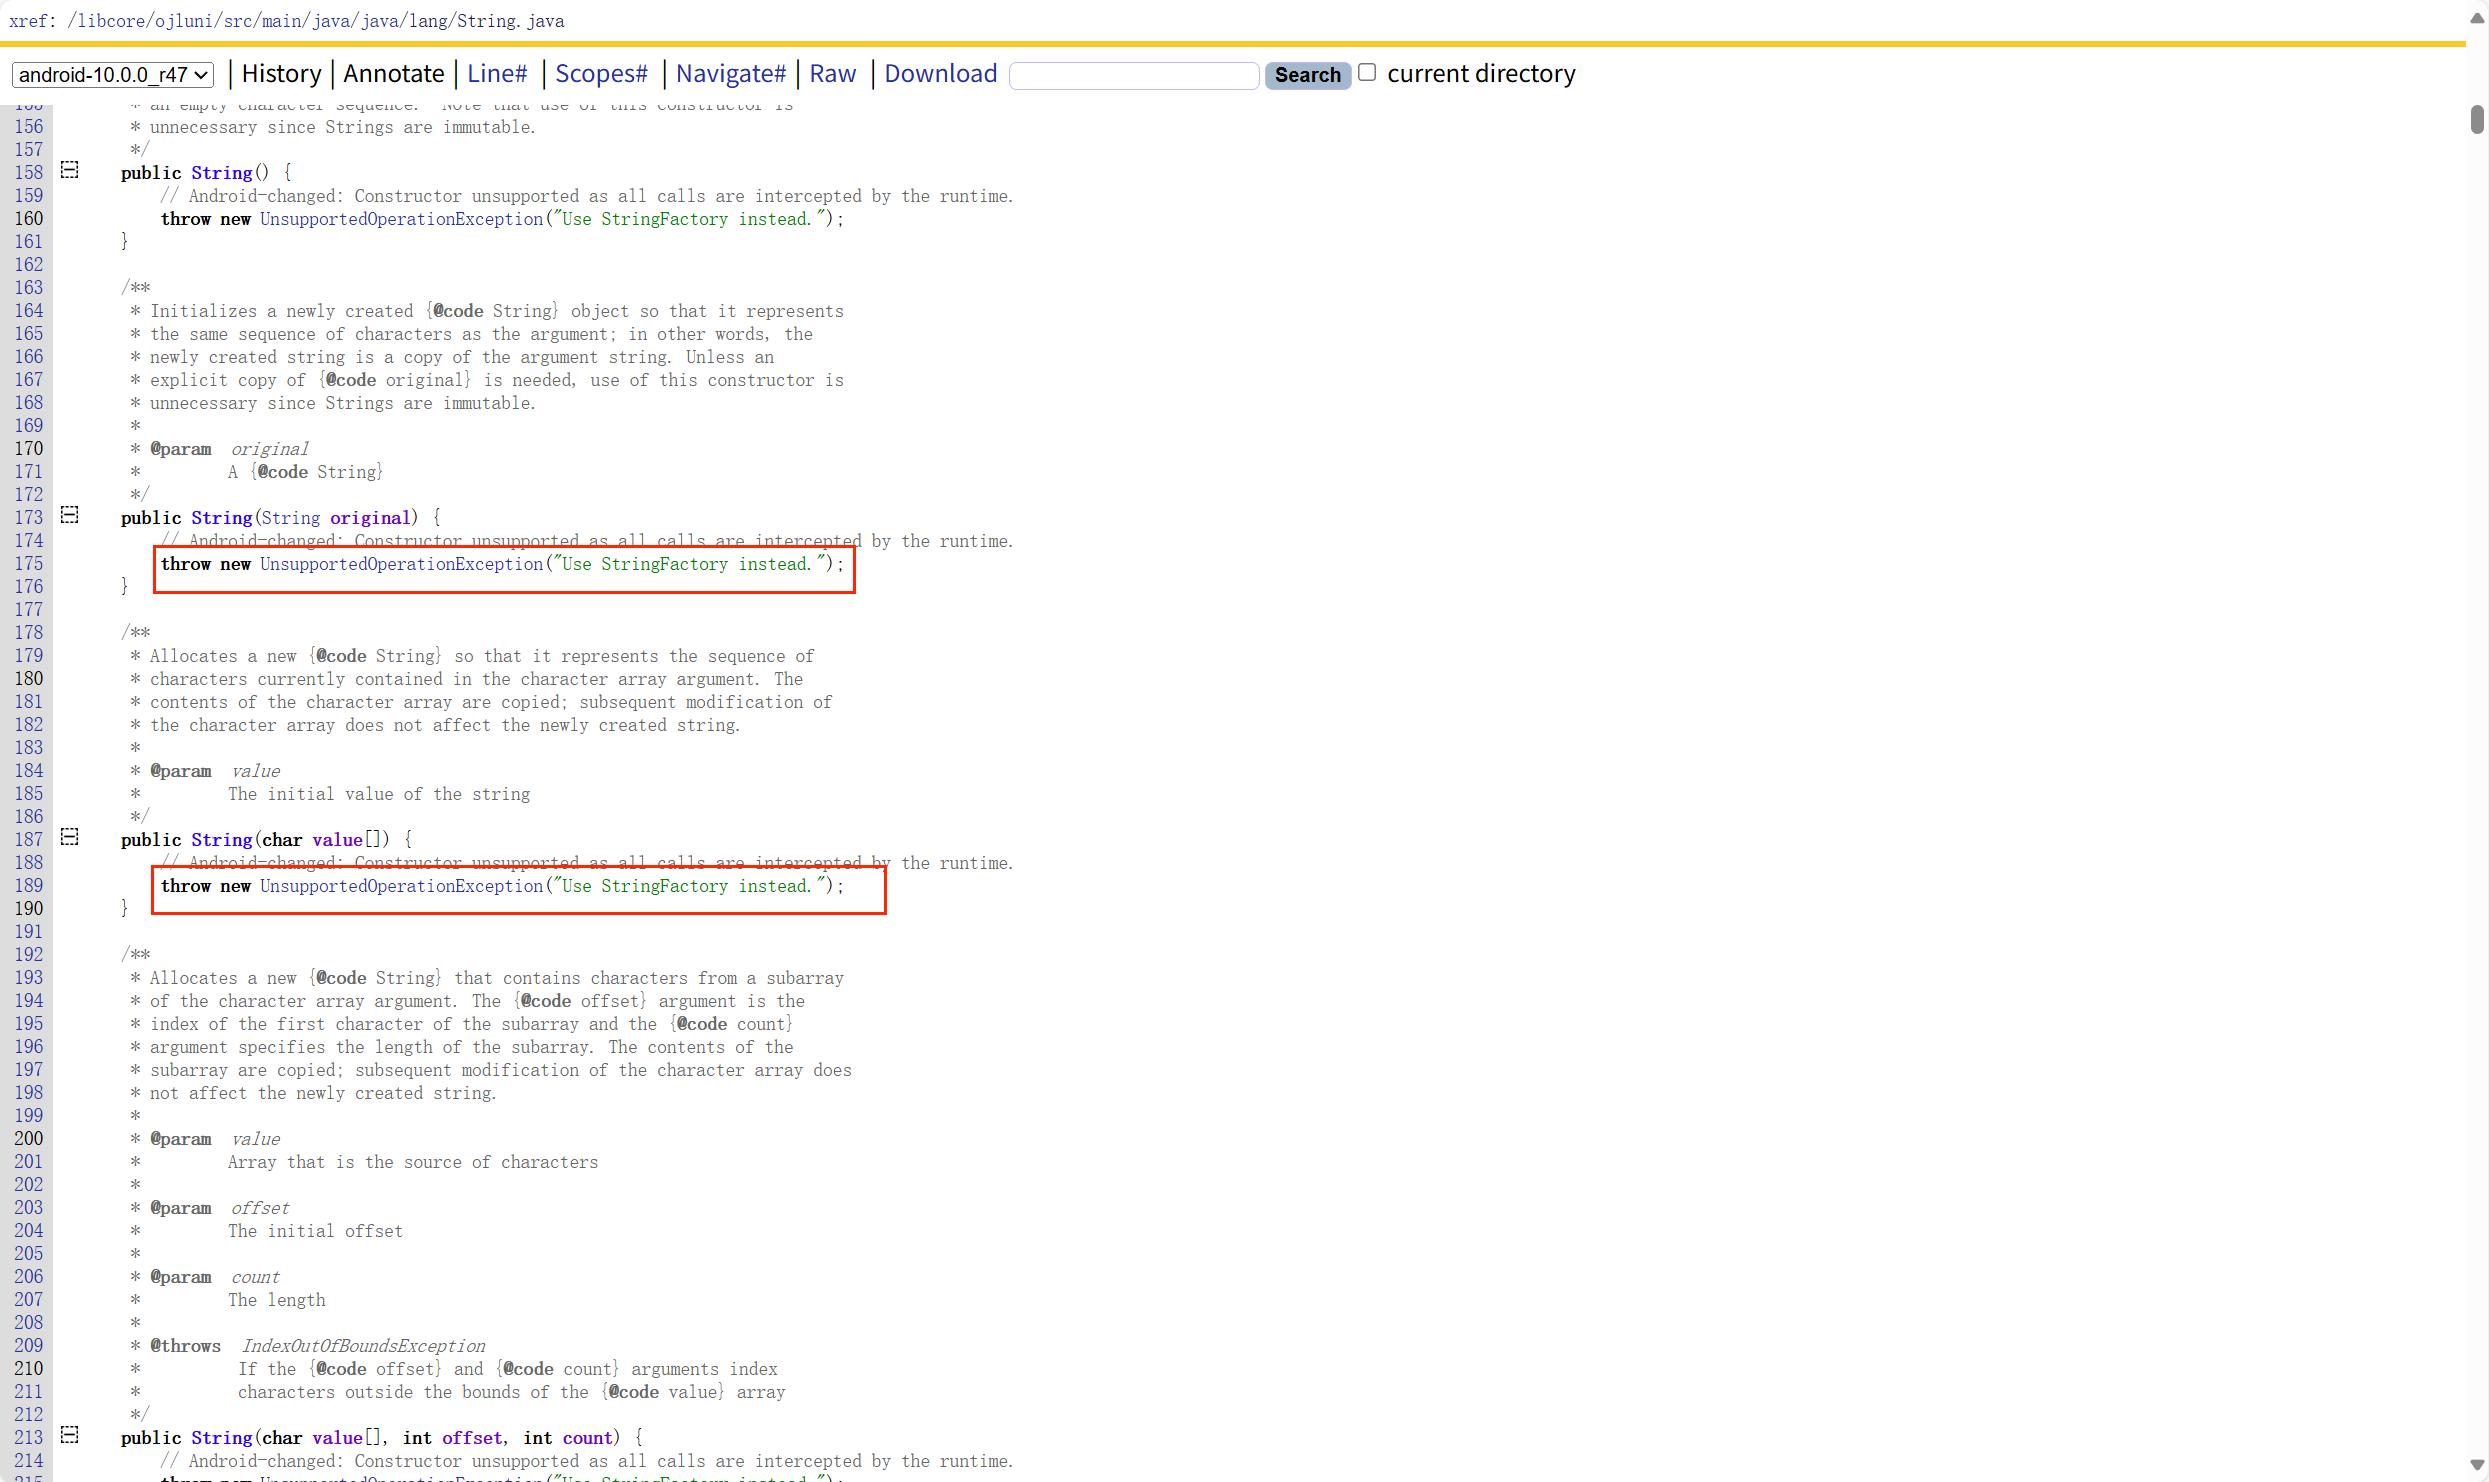 xref: /libcore/ojluni/src/main/java/java/lang/String.java
android-10.0.0_r47 | History | Annotate | Line# | Scopes# | Navigate# | Raw | Download Search current directory
* an empty character sequence.  Note that use of this constructor is
156 * unnecessary since Strings are immutable.
157 */
158 public String() {
159 // Android-changed: Constructor unsupported as all calls are intercepted by the runtime.
160 throw new UnsupportedOperationException("Use StringFactory instead.");
161 }
162
163 /**
164 * Initializes a newly created {@code String} object so that it represents
165 * the same sequence of characters as the argument; in other words, the
166 * newly created string is a copy of the argument string. Unless an
167 * explicit copy of {@code original} is needed, use of this constructor is
168 * unnecessary since Strings are immutable.
169 *
170 * @param  original
171 *         A {@code String}
172 */
173 public String(String original) {
174 // Android-changed: Constructor unsupported as all calls are intercepted by the runtime.
175 throw new UnsupportedOperationException("Use StringFactory instead.");
176 }
177
178 /**
179 * Allocates a new {@code String} so that it represents the sequence of
180 * characters currently contained in the character array argument. The
181 * contents of the character array are copied; subsequent modification of
182 * the character array does not affect the newly created string.
183 *
184 * @param  value
185 *         The initial value of the string
186 */
187 public String(char value[]) {
188 // Android-changed: Constructor unsupported as all calls are intercepted by the runtime.
189 throw new UnsupportedOperationException("Use StringFactory instead.");
190 }
191
192 /**
193 * Allocates a new {@code String} that contains characters from a subarray
194 * of the character array argument. The {@code offset} argument is the
195 * index of the first character of the subarray and the {@code count}
196 * argument specifies the length of the subarray. The contents of the
197 * subarray are copied; subsequent modification of the character array does
198 * not affect the newly created string.
199 *
200 * @param  value
201 *         Array that is the source of characters
202 *
203 * @param  offset
204 *         The initial offset
205 *
206 * @param  count
207 *         The length
208 *
209 * @throws  IndexOutOfBoundsException
210 *          If the {@code offset} and {@code count} arguments index
211 *          characters outside the bounds of the {@code value} array
212 */
213 public String(char value[], int offset, int count) {
214 // Android-changed: Constructor unsupported as all calls are intercepted by the runtime.
215 throw new UnsupportedOperationException("Use StringFactory instead.");